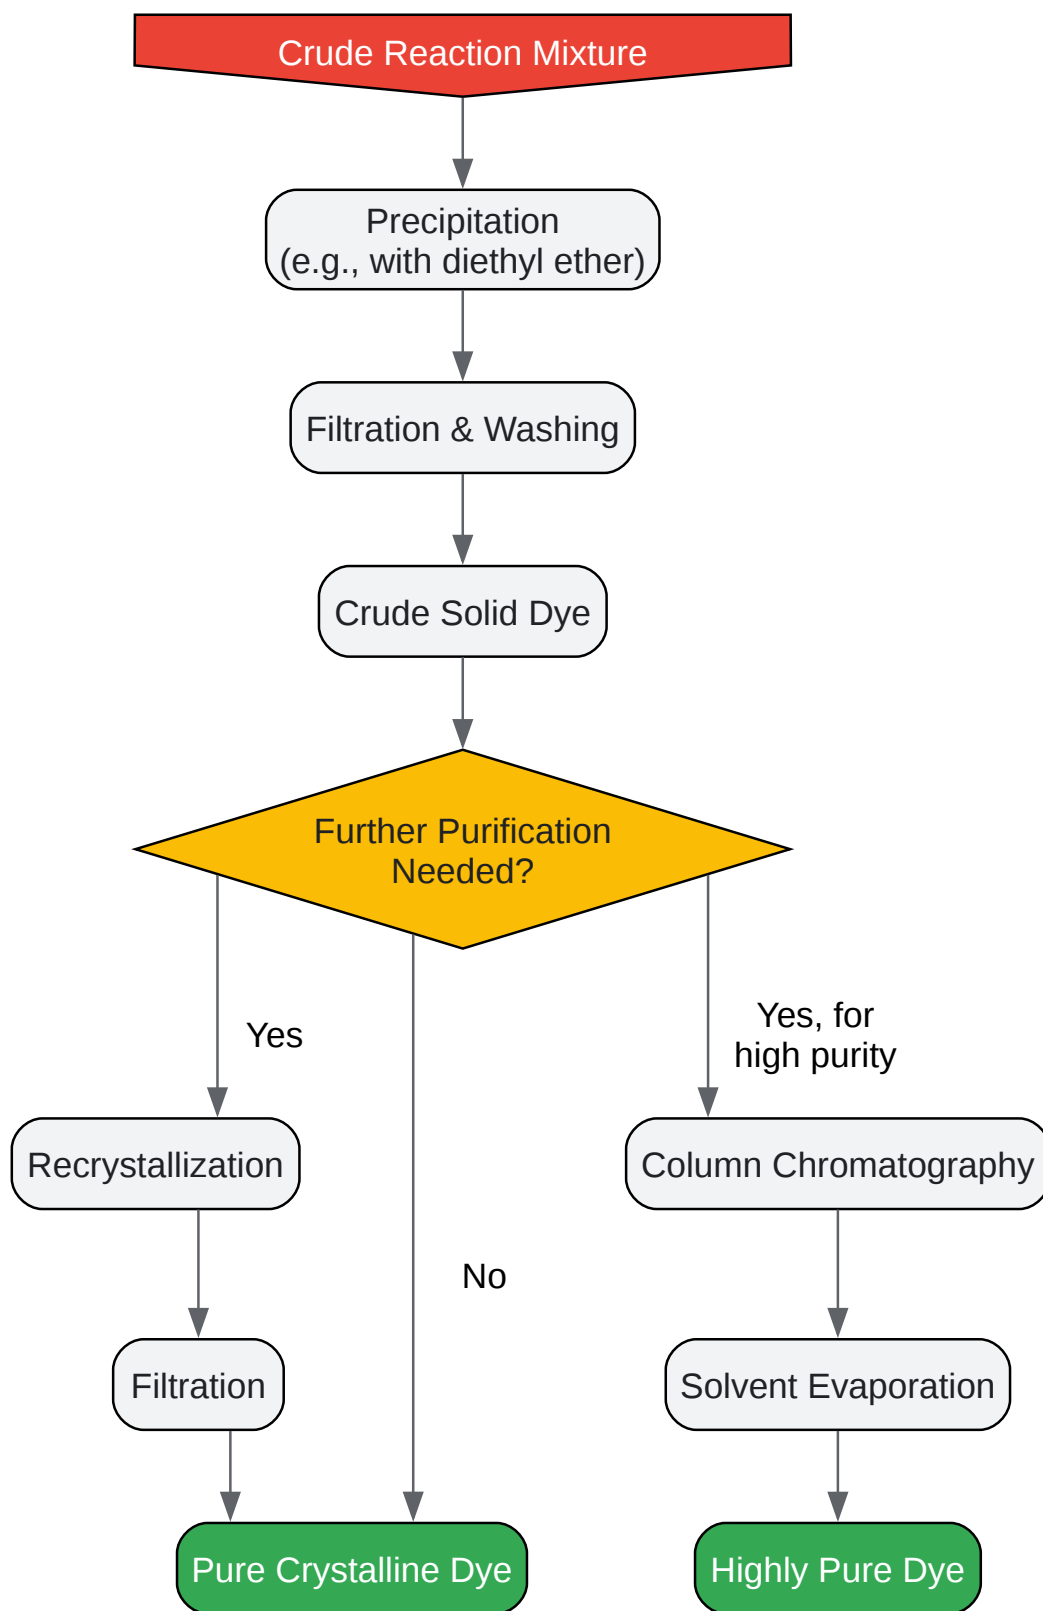 Crude Reaction Mixture
Precipitation
(e.g., with diethyl ether)
Filtration & Washing
Crude Solid Dye
Further Purification
Needed?
Yes
Yes, for
high purity
Recrystallization
Column Chromatography
No
Filtration
Solvent Evaporation
Pure Crystalline Dye
Highly Pure Dye